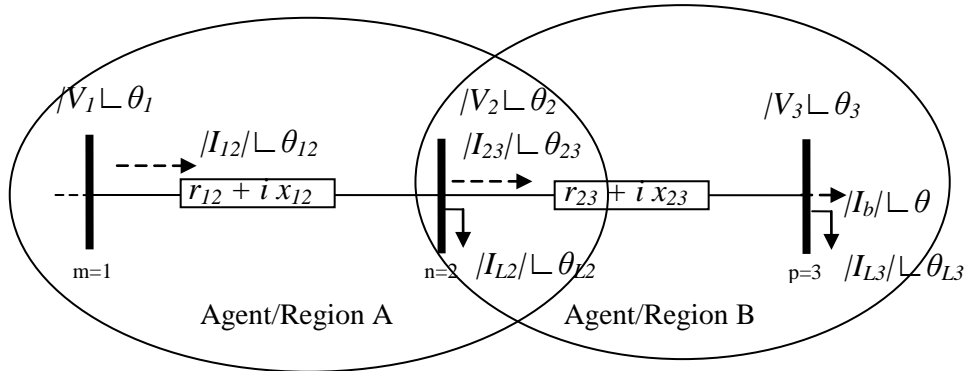 |V1∟θ1
|V2∟θ2
|V3∟θ3
|I12|∟θ12
|I23|∟θ23
r12 + i x12
r23 + i x23
|Ib|∟θ
m=1
n=2
|IL2|∟θL2
p=3
|IL3|∟θL3
Agent/Region A
Agent/Region B